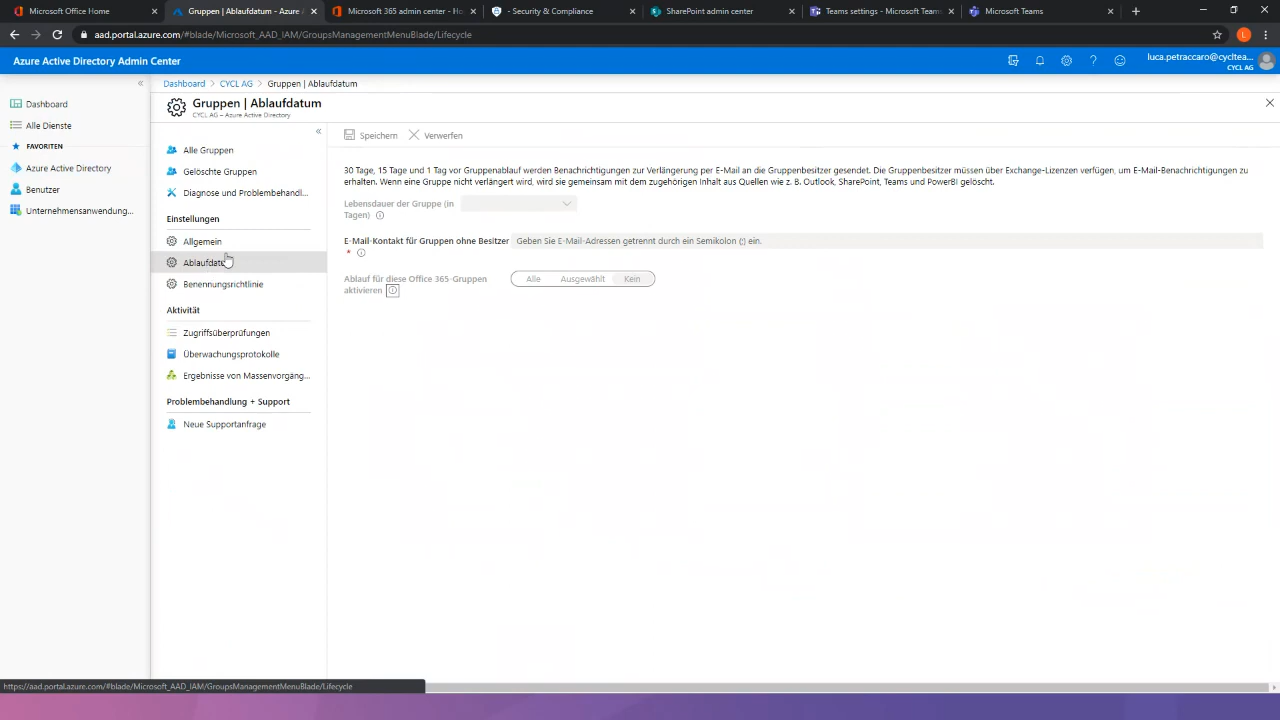 Microsoft Office Home
Gruppen | Ablaufdatum - Azure A
Microsoft 365 admin center - Ho
- Security & Compliance
SharePoint admin center
Teams settings - Microsoft Team
Microsoft Teams
aad.portal.azure.com/#blade/Microsoft_AAD_IAM/GroupsManagementMenuBlade/Lifecycle
L
Azure Active Directory Admin Center
luca.petraccaro@cycltea...
CYCL AG
Dashboard > CYCL AG > Gruppen | Ablaufdatum
Dashboard
Alle Dienste
FAVORITEN
Azure Active Directory
Benutzer
Unternehmensanwendung...
Gruppen | Ablaufdatum
CYCL AG – Azure Active Directory
Alle Gruppen
Gelöschte Gruppen
Diagnose und Problembehandl...
Einstellungen
Allgemein
Ablaufdatu
Benennungsrichtlinie
Aktivität
Zugriffsüberprüfungen
Überwachungsprotokolle
Ergebnisse von Massenvorgäng...
Problembehandlung + Support
Neue Supportanfrage
Speichern
Verwerfen
30 Tage, 15 Tage und 1 Tag vor Gruppenablauf werden Benachrichtigungen zur Verlängerung per E-Mail an die Gruppenbesitzer gesendet. Die Gruppenbesitzer müssen über Exchange-Lizenzen verfügen, um E-Mail-Benachrichtigungen zu
erhalten. Wenn eine Gruppe nicht verlängert wird, wird sie gemeinsam mit dem zugehörigen Inhalt aus Quellen wie z. B. Outlook, SharePoint, Teams und PowerBI gelöscht.
Lebensdauer der Gruppe (in
Tagen)
E-Mail-Kontakt für Gruppen ohne Besitzer
*
Geben Sie E-Mail-Adressen getrennt durch ein Semikolon (;) ein.
Ablauf für diese Office 365-Gruppen
aktivieren
Alle
Ausgewählt
Kein
https://aad.portal.azure.com/#blade/Microsoft_AAD_IAM/GroupsManagementMenuBlade/Lifecycle